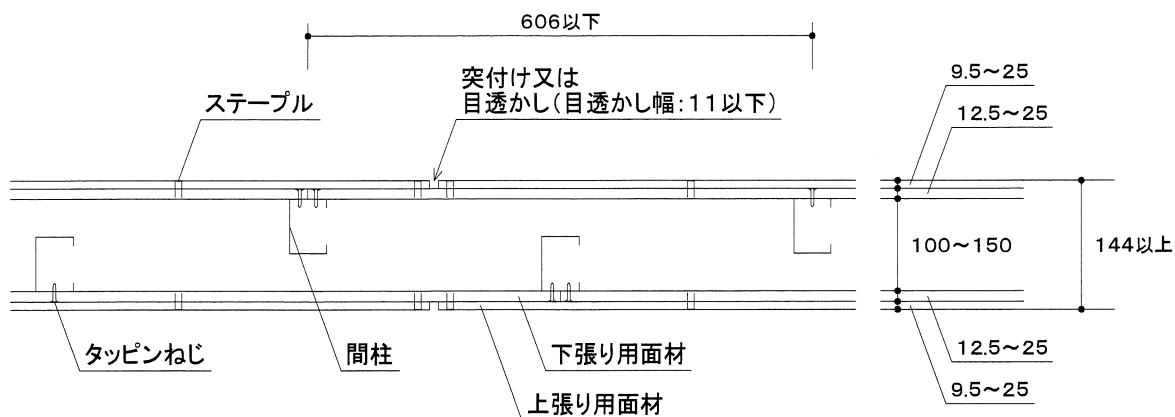 606以下
突付け又は
目透かし(目透かし幅:11以下)
ステープル
9.5~25
12.5~25
100~150
144以上
タッピンねじ
間柱
下張り用面材
上張り用面材
12.5~25
9.5~25